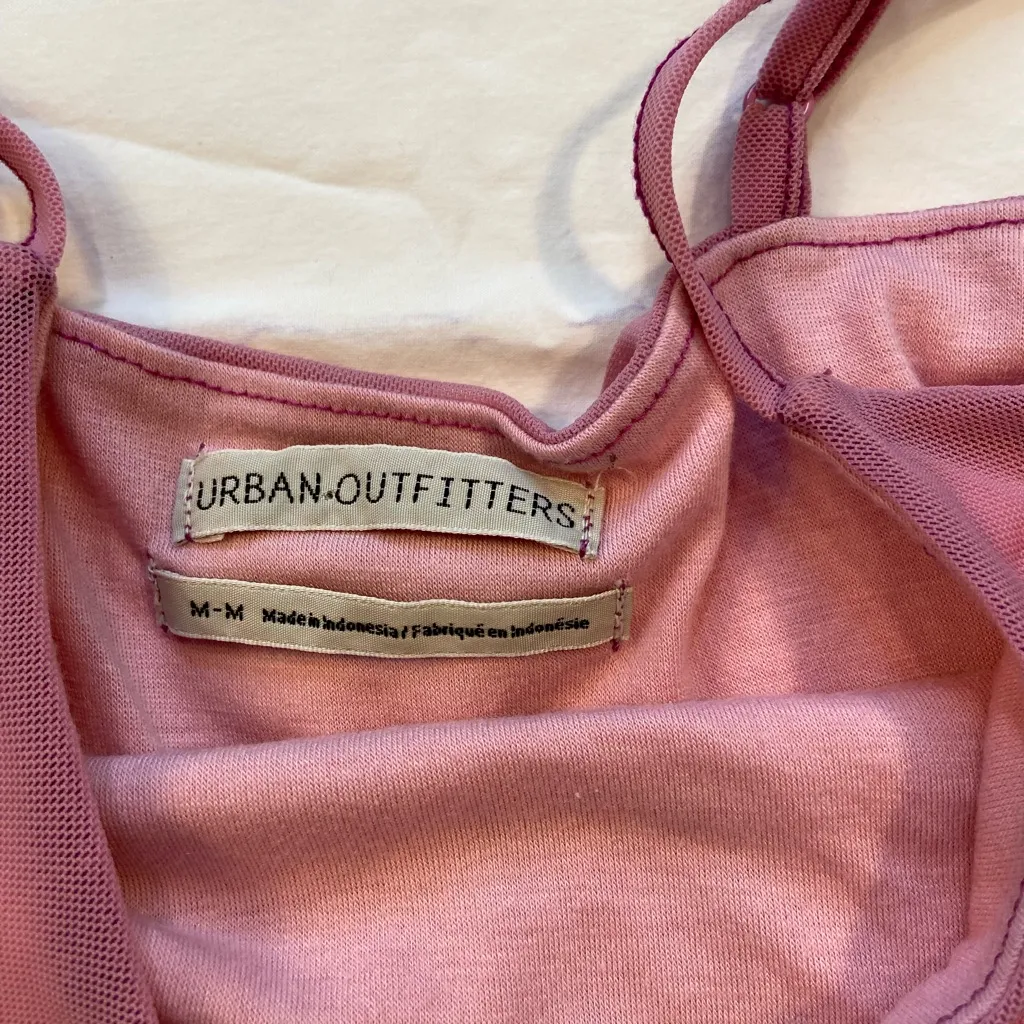 URBAN.OUTFITTERS
M-M Made in Indonesia / Fabriqué en Indonésie